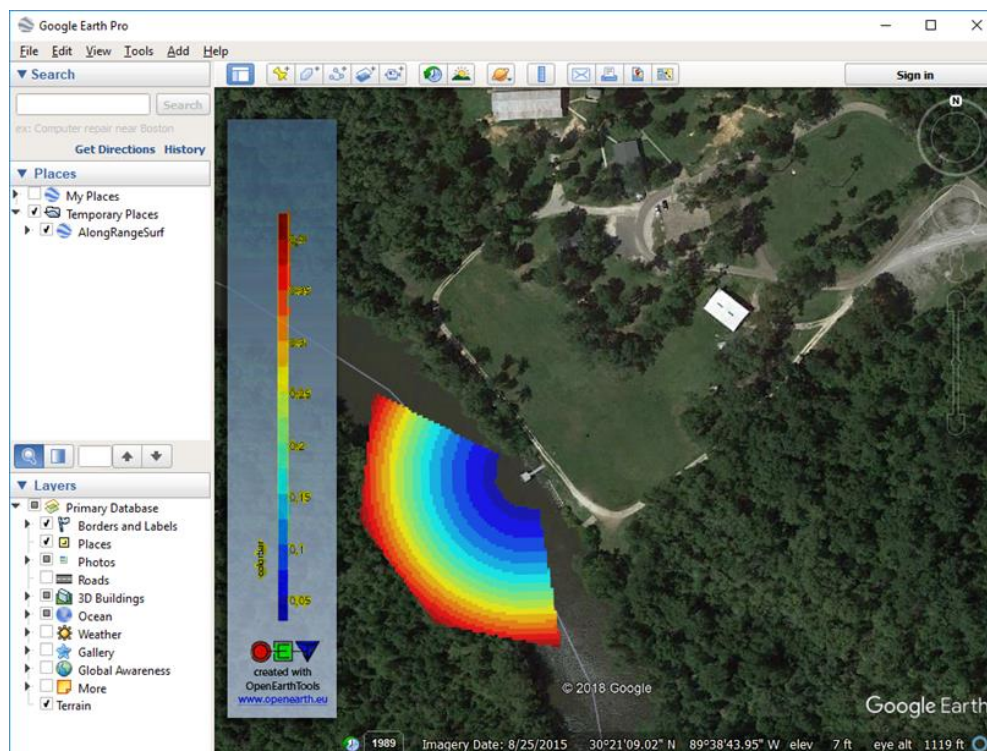 Google Earth Pro
File Edit View Tools Add Help
Search
Search
ex: Computer repair near Boston
Get Directions History
Places
My Places
Temporary Places
AlongRangeSurf
Layers
Primary Database
Borders and Labels
Places
Photos
Roads
3D Buildings
Ocean
Weather
Gallery
Global Awareness
More
Terrain
Sign in
N
0,25
0,2
0,15
0,1
0,05
colorbar
E
created with
OpenEarthTools
www.openearth.eu
© 2018 Google
Google Earth
1989 Imagery Date: 8/25/2015 30°21'09.02" N 89°38'43.95" W elev 7 ft eye alt 1119 ft